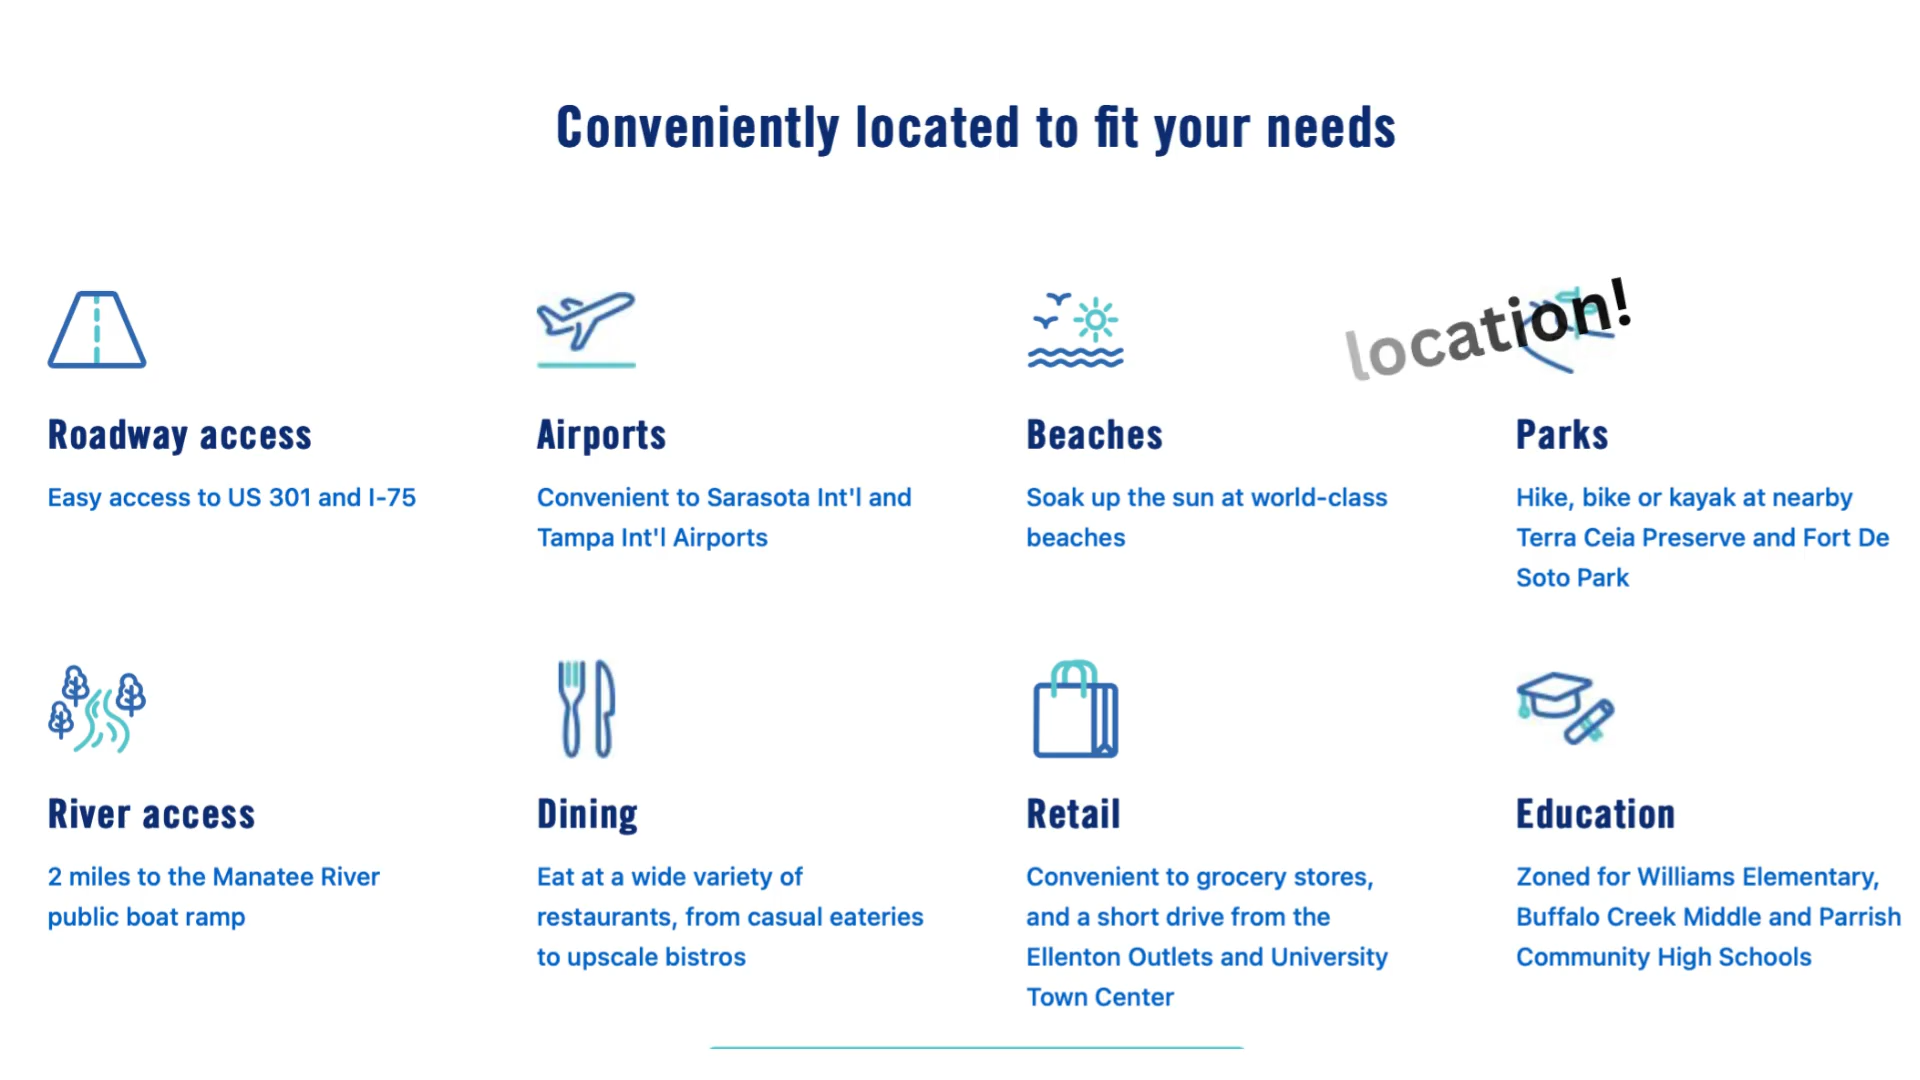 Conveniently located to fit your needs
location!
Roadway access
Easy access to US 301 and I-75
Airports
Convenient to Sarasota Int'l and
Tampa Int'l Airports
Beaches
Soak up the sun at world-class
beaches
Parks
Hike, bike or kayak at nearby
Terra Ceia Preserve and Fort De
Soto Park
River access
2 miles to the Manatee River
public boat ramp
Dining
Eat at a wide variety of
restaurants, from casual eateries
to upscale bistros
Retail
Convenient to grocery stores,
and a short drive from the
Ellenton Outlets and University
Town Center
Education
Zoned for Williams Elementary,
Buffalo Creek Middle and Parrish
Community High Schools